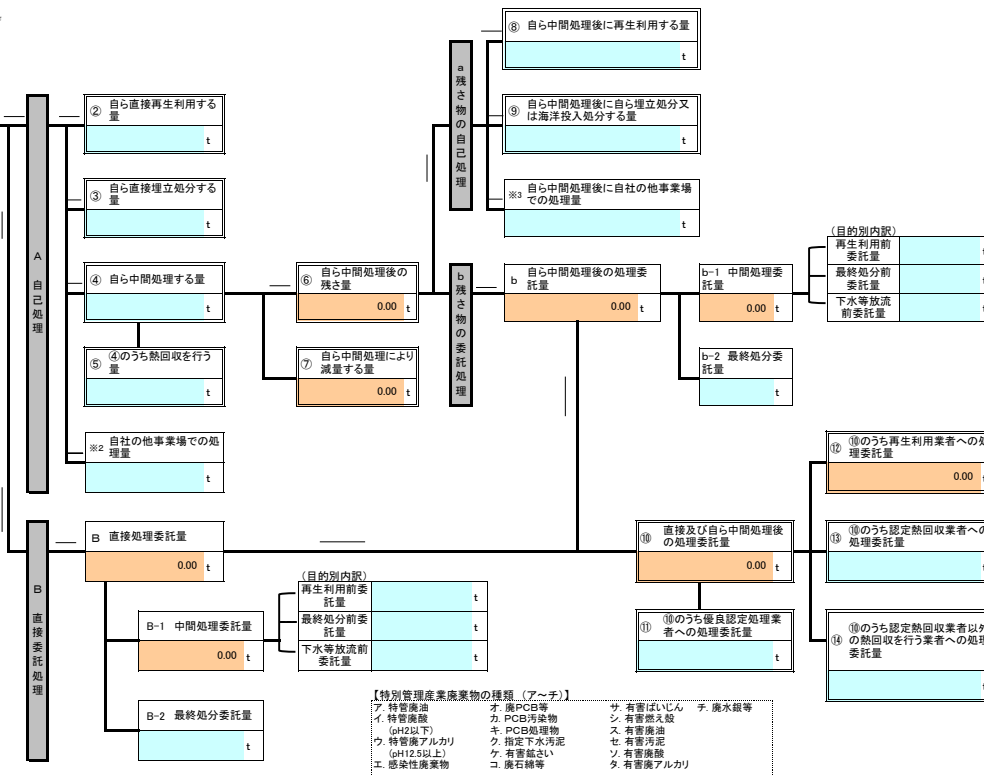 ⑧ 自ら中間処理後に再生利用する量
t
a 残さ物の自己処理
② 自ら直接再生利用する
量
t
⑨ 自ら中間処理後に自ら埋立処分又
は海洋投入処分する量
t
③ 自ら直接埋立処分する
量
t
※3 自ら中間処理後に自社の他事業場
での処理量
t
A 自己処理
④ 自ら中間処理する量
t
⑥ 自ら中間処理後の
残さ量
0.00 t
b 残さ物の委託処理
b 自ら中間処理後の処理委
託量
0.00 t
b-1 中間処理委
託量
0.00 t
(目的別内訳)
再生利用前
委託量
t
最終処分前
委託量
下水等放流
前委託量
t
⑤ ④のうち熱回収を行う
量
t
⑦ 自ら中間処理により
減量する量
0.00 t
b-2 最終処分委
託量
t
※2 自社の他事業場での処
理量
t
⑫ ⑩のうち再生利用業者への処
理委託量
0.00 t
B 直接委託処理
B 直接処理委託量
0.00 t
⑩ 直接及び自ら中間処理後
の処理委託量
0.00 t
⑬ ⑩のうち認定熱回収業者への
処理委託量
t
(目的別内訳)
再生利用前委
託量
t
最終処分前委
託量
t
下水等放流前
委託量
t
B-1 中間処理委託量
0.00 t
⑪ ⑩のうち優良認定処理業
者への処理委託量
t
⑭ ⑩のうち認定熱回収業者以外
の熱回収を行う業者への処理
委託量
t
B-2 最終処分委託量
t
【特別管理産業廃棄物の種類 (ア~チ)】
ア. 特管廃油 オ. 廃PCB等 サ. 有害ばいじん チ. 廃水銀等
イ. 特管廃酸 カ. PCB汚染物 シ. 有害燃え殻
(pH2以下) キ. PCB処理物 ス. 有害廃油
ウ. 特管廃アルカリ ク. 指定下水汚泥 セ. 有害汚泥
(pH12.5以上) ケ. 有害鉱さい ソ. 有害廃酸
エ. 感染性廃棄物 コ. 廃石綿等 タ. 有害廃アルカリ